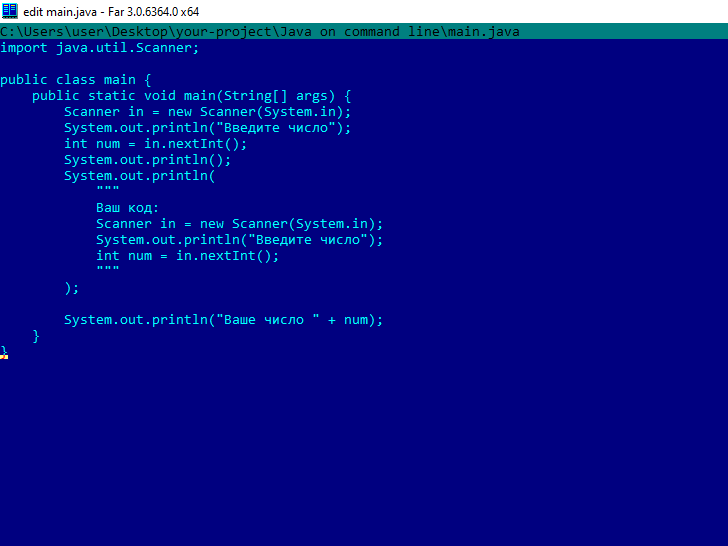 edit main.java - Far 3.0.6364.0 x64
C:\Users\user\Desktop\your-project\Java on command line\main.java
import java.util.Scanner;

public class main {
    public static void main(String[] args) {
        Scanner in = new Scanner(System.in);
        System.out.println("Введите число");
        int num = in.nextInt();
        System.out.println();
        System.out.println(
            """
            Ваш код:
            Scanner in = new Scanner(System.in);
            System.out.println("Введите число");
            int num = in.nextInt();
            """
        );

        System.out.println("Ваше число " + num);
    }
}